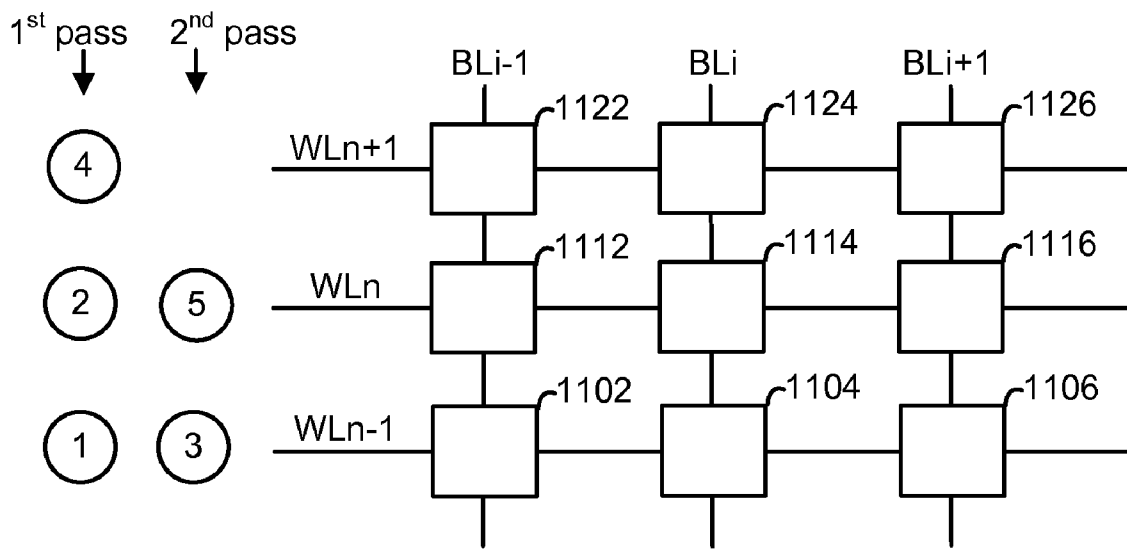 1st pass 2nd pass
BLi-1 BLi BLi+1
1122 1124 1126
4 WLn+1
1112 1114 1116
2 5 WLn
1102 1104 1106
1 3 WLn-1